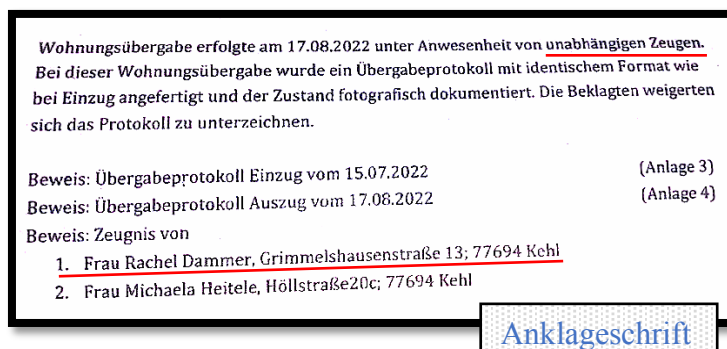 Wohnungsübergabe erfolgte am 17.08.2022 unter Anwesenheit von unabhängigen Zeugen.
Bei dieser Wohnungsübergabe wurde ein Übergabeprotokoll mit identischem Format wie
bei Einzug angefertigt und der Zustand fotografisch dokumentiert. Die Beklagten weigerten
sich das Protokoll zu unterzeichnen.
Beweis: Übergabeprotokoll Einzug vom 15.07.2022 (Anlage 3)
Beweis: Übergabeprotokoll Auszug vom 17.08.2022 (Anlage 4)
Beweis: Zeugnis von
1. Frau Rachel Dammer, Grimmelshausenstraße 13; 77694 Kehl
2. Frau Michaela Heitele, Höllstraße20c; 77694 Kehl
Anklageschrift